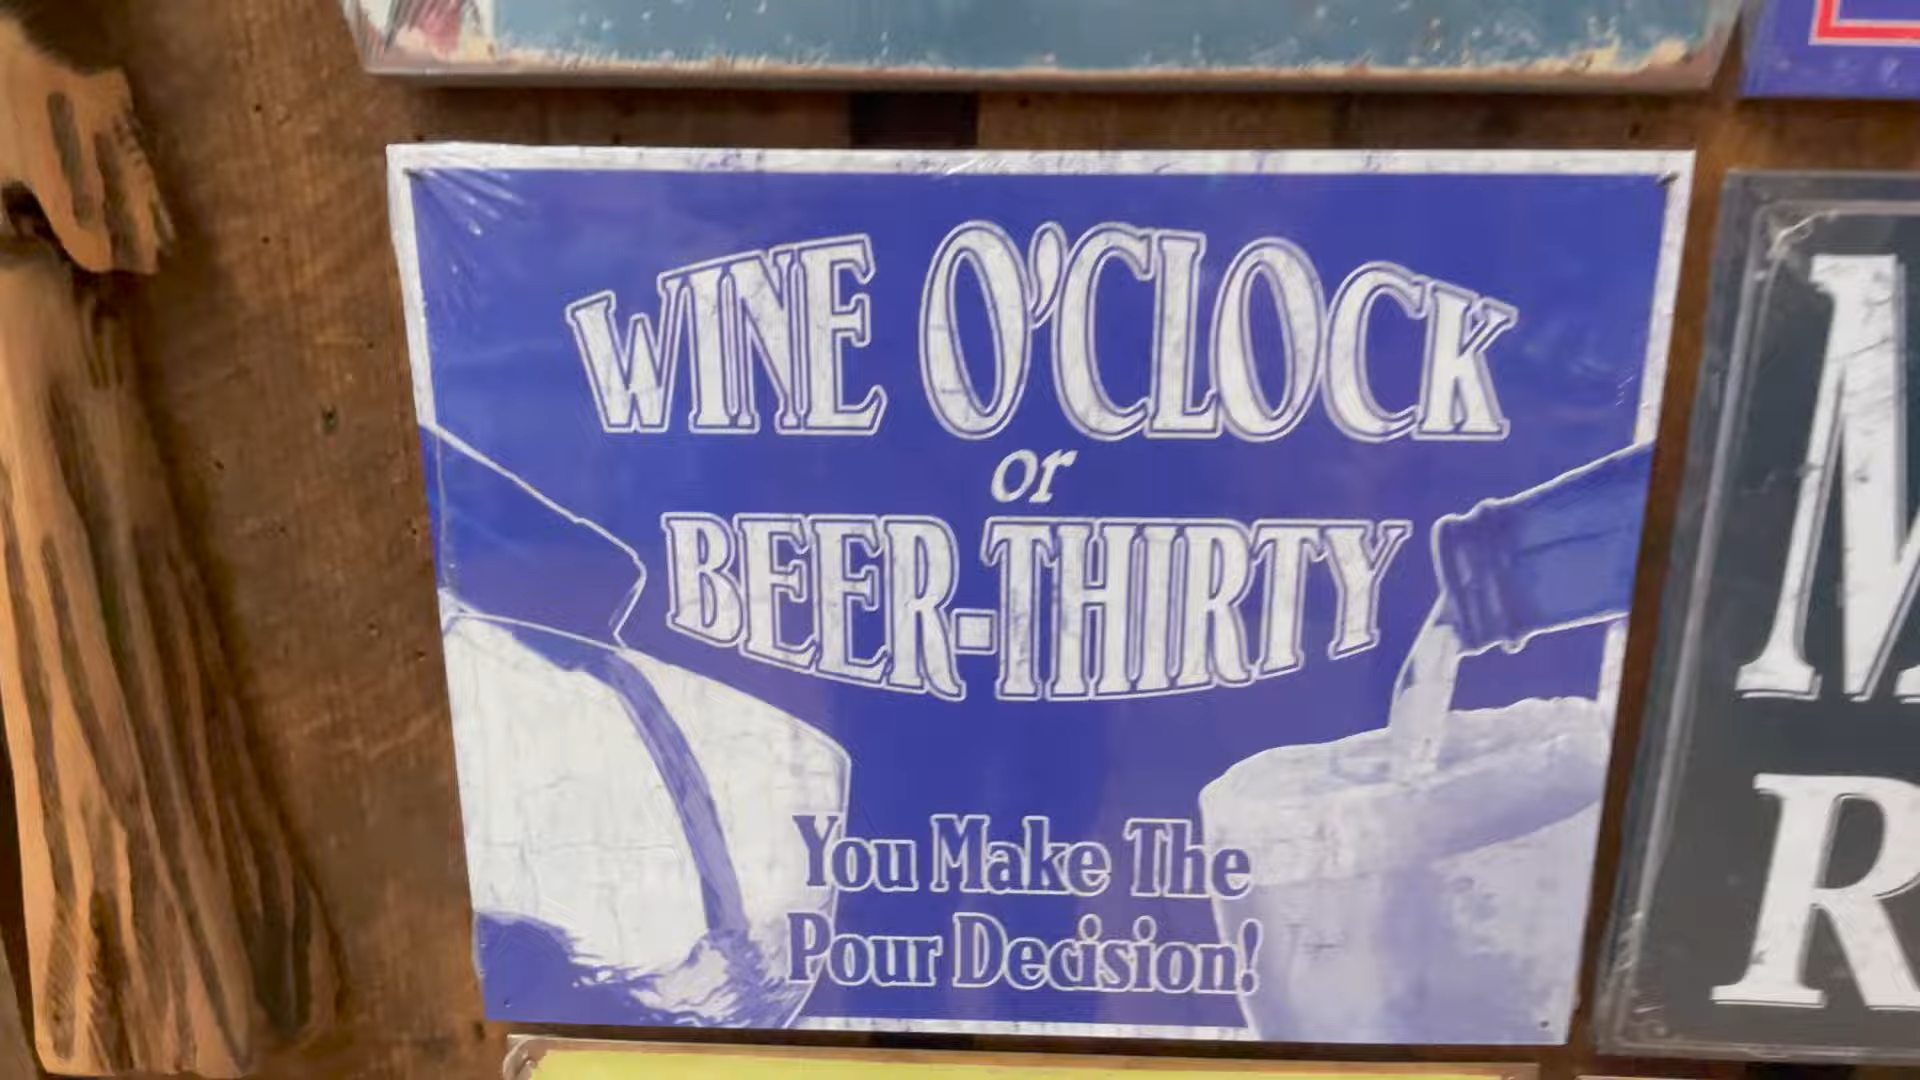 WINE O'CLOCK
or
BEER-THIRTY
You Make The
Pour Decision!
M
R